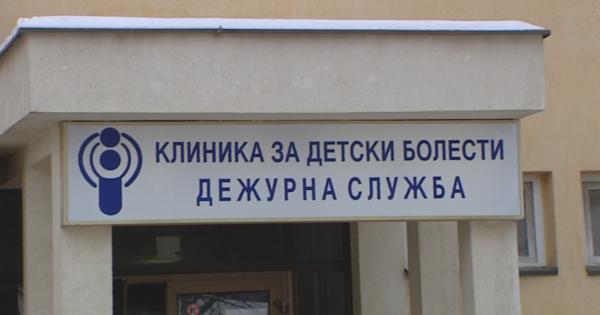 КЛИНИКА ЗА ДЕТСКИ БОЛЕСТИ
ДЕЖУРНА СЛУЖБА